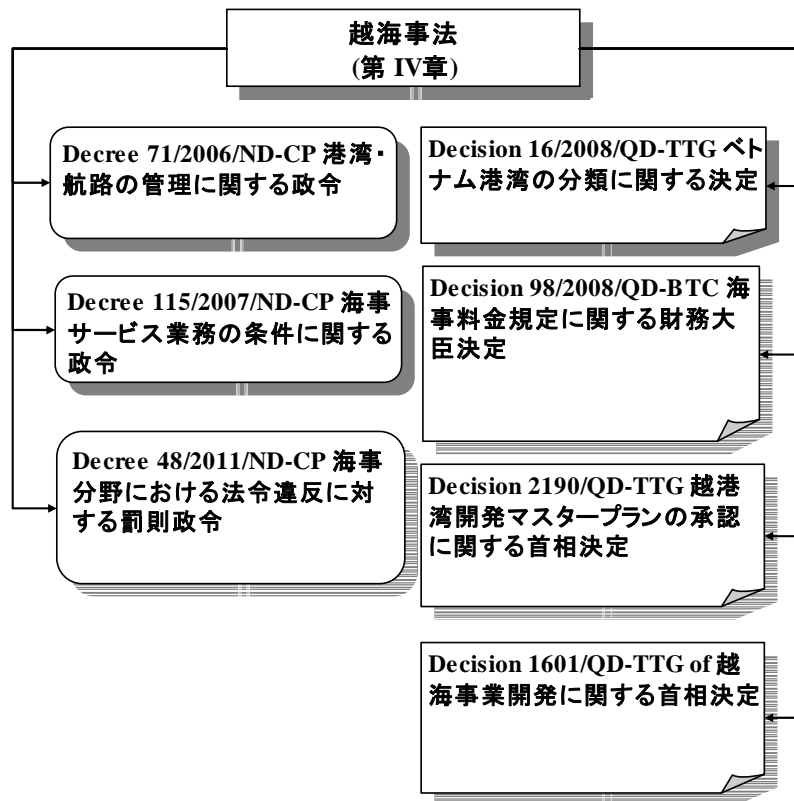 越海事法
(第 IV章)
Decree 71/2006/ND-CP 港湾・
航路の管理に関する政令
Decree 115/2007/ND-CP 海事
サービス業務の条件に関する
政令
Decree 48/2011/ND-CP 海事
分野における法令違反に対
する罰則政令
Decision 16/2008/QD-TTG ベト
ナム港湾の分類に関する決定
Decision 98/2008/QD-BTC 海
事料金規定に関する財務大
臣決定
Decision 2190/QD-TTG 越港
湾開発マスタープランの承認
に関する首相決定
Decision 1601/QD-TTG of 越
海事業開発に関する首相決定